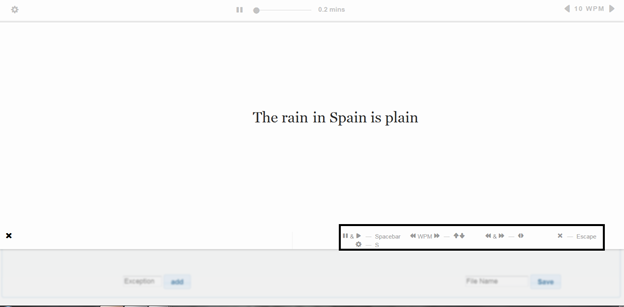 0.2 mins
10 WPM
The rain in Spain is plain
& — Spacebar WPM — & — — Escape
— S
Exception add File Name Save